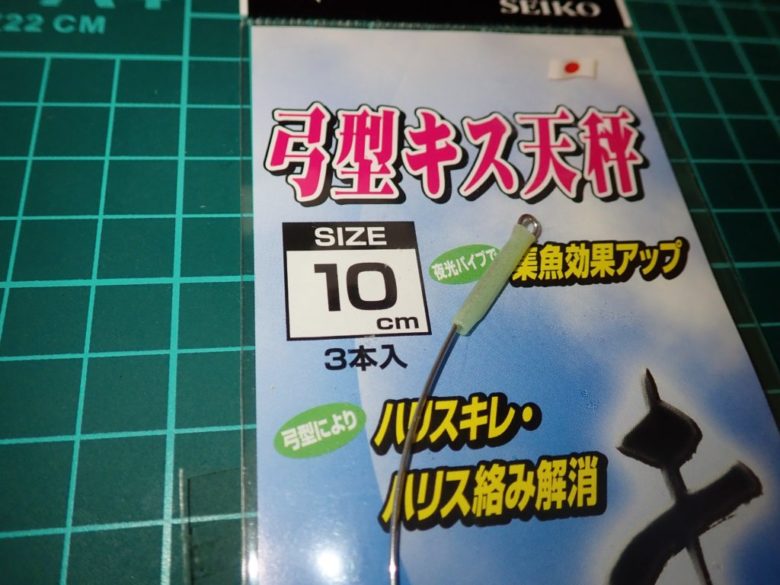 SEIKO
22 CM
弓型キス天秤
SIZE
10
cm
3本入
夜光パイプで
集魚効果アップ
弓型により
ハリスキレ・
ハリス絡み解消